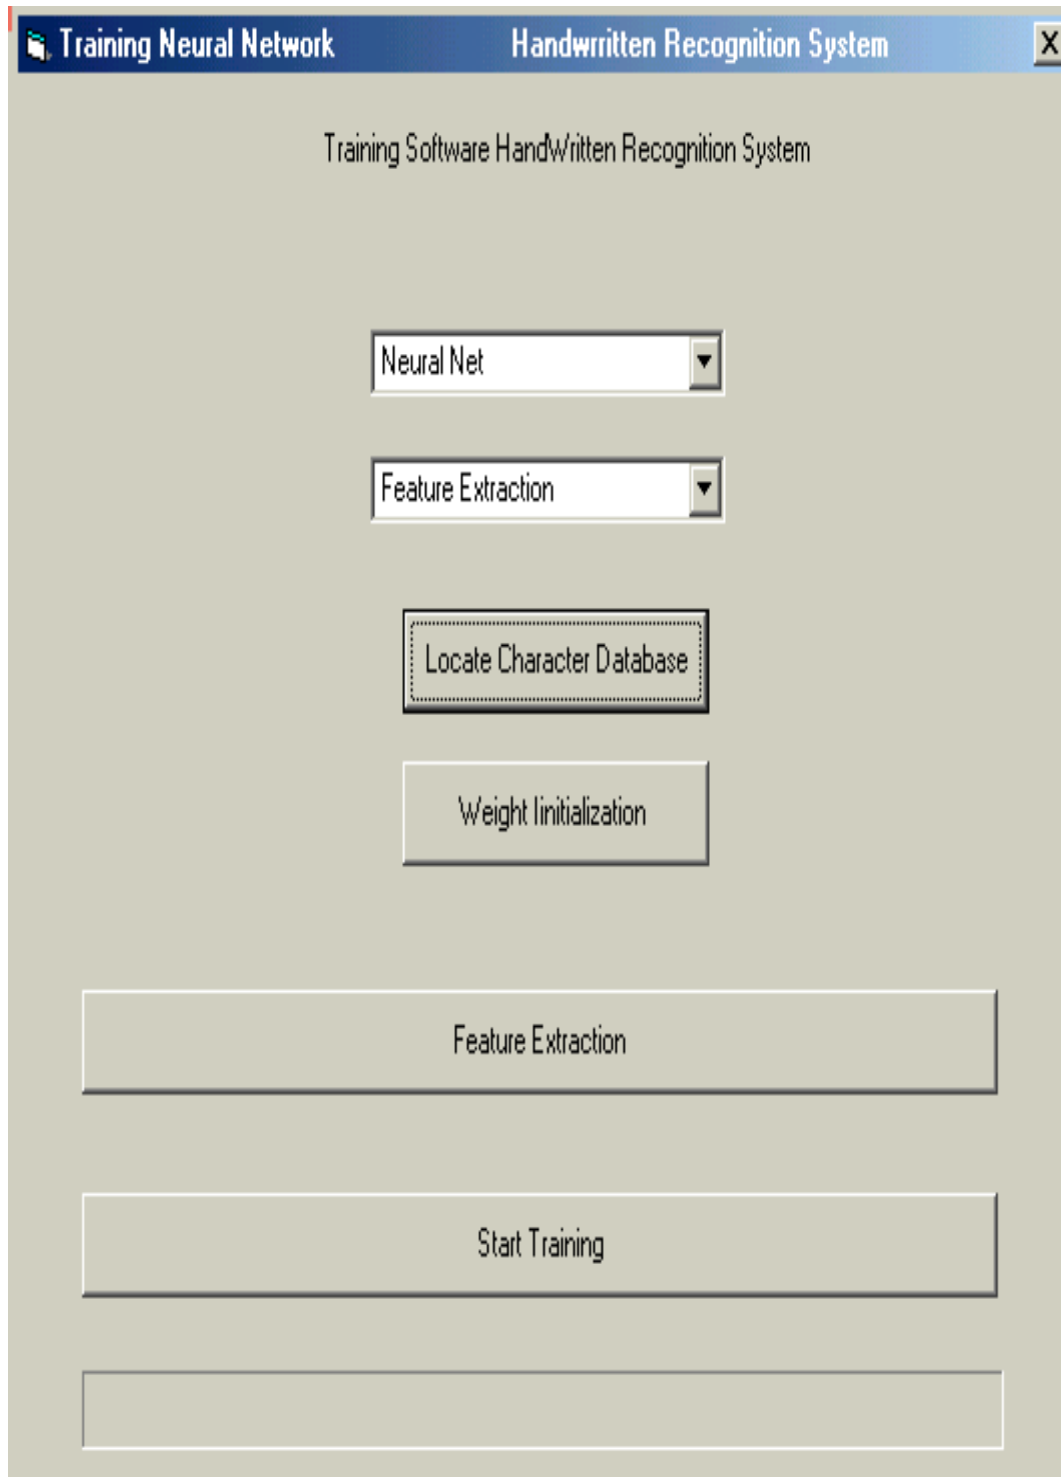 Training Neural Network Handwrritten Recognition System
Training Software HandWritten Recognition System
Neural Net
Feature Extraction
Locate Character Database
Weight Iinitialization
Feature Extraction
Start Training